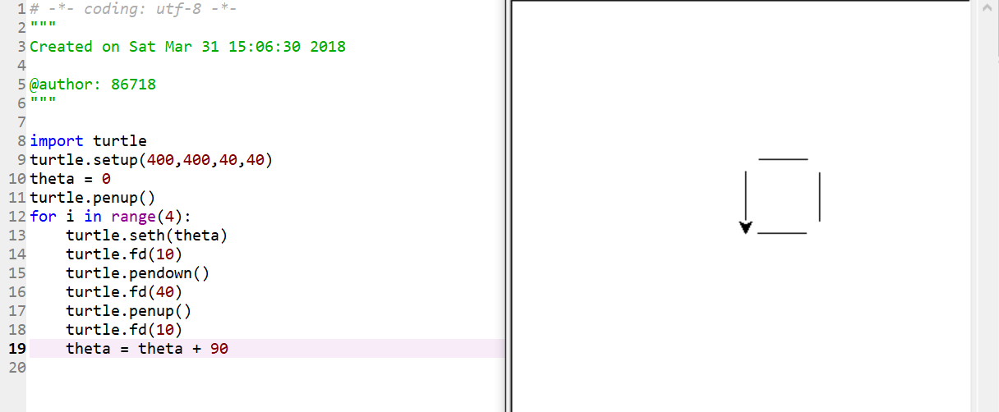 1 # -*- coding: utf-8 -*-
2 """
3 Created on Sat Mar 31 15:06:30 2018
4
5 @author: 86718
6 """
7
8 import turtle
9 turtle.setup(400,400,40,40)
10 theta = 0
11 turtle.penup()
12 for i in range(4):
13     turtle.seth(theta)
14     turtle.fd(10)
15     turtle.pendown()
16     turtle.fd(40)
17     turtle.penup()
18     turtle.fd(10)
19     theta = theta + 90
20